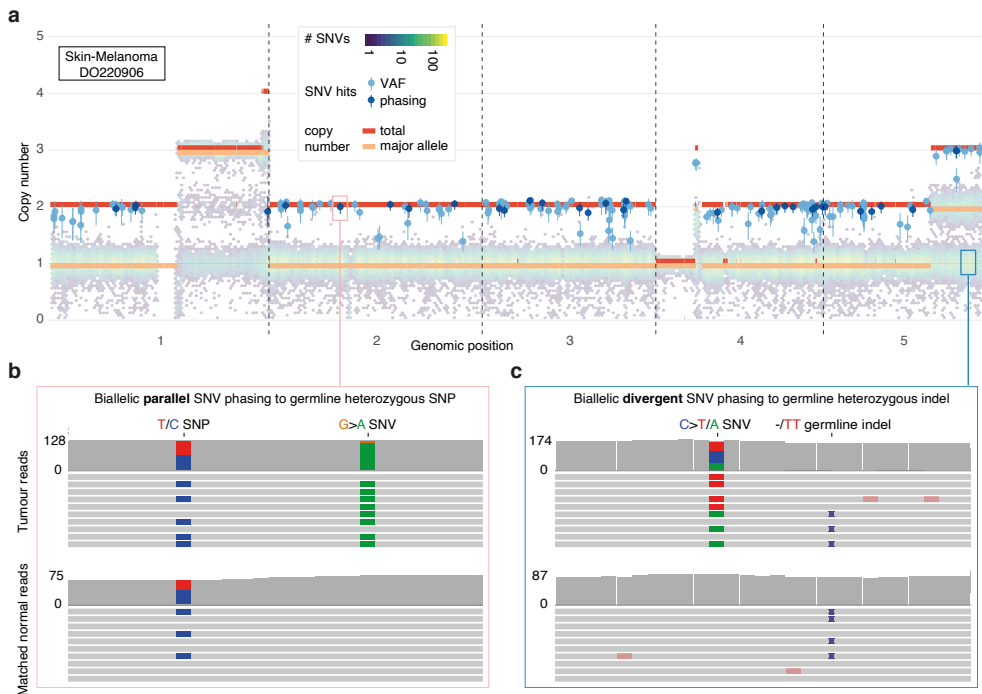 a
5
4
3
2
1
0
Copy number
Skin-Melanoma
DO220906
# SNVs
1
10
100
SNV hits
VAF
phasing
copy
number
total
major allele
1
2
3
4
5
Genomic position
b
Biallelic parallel SNV phasing to germline heterozygous SNP
T/C SNP
G>A SNV
128
0
Tumour reads
75
0
Matched normal reads
c
Biallelic divergent SNV phasing to germline heterozygous indel
C>T/A SNV
-/TT germline indel
174
0
87
0